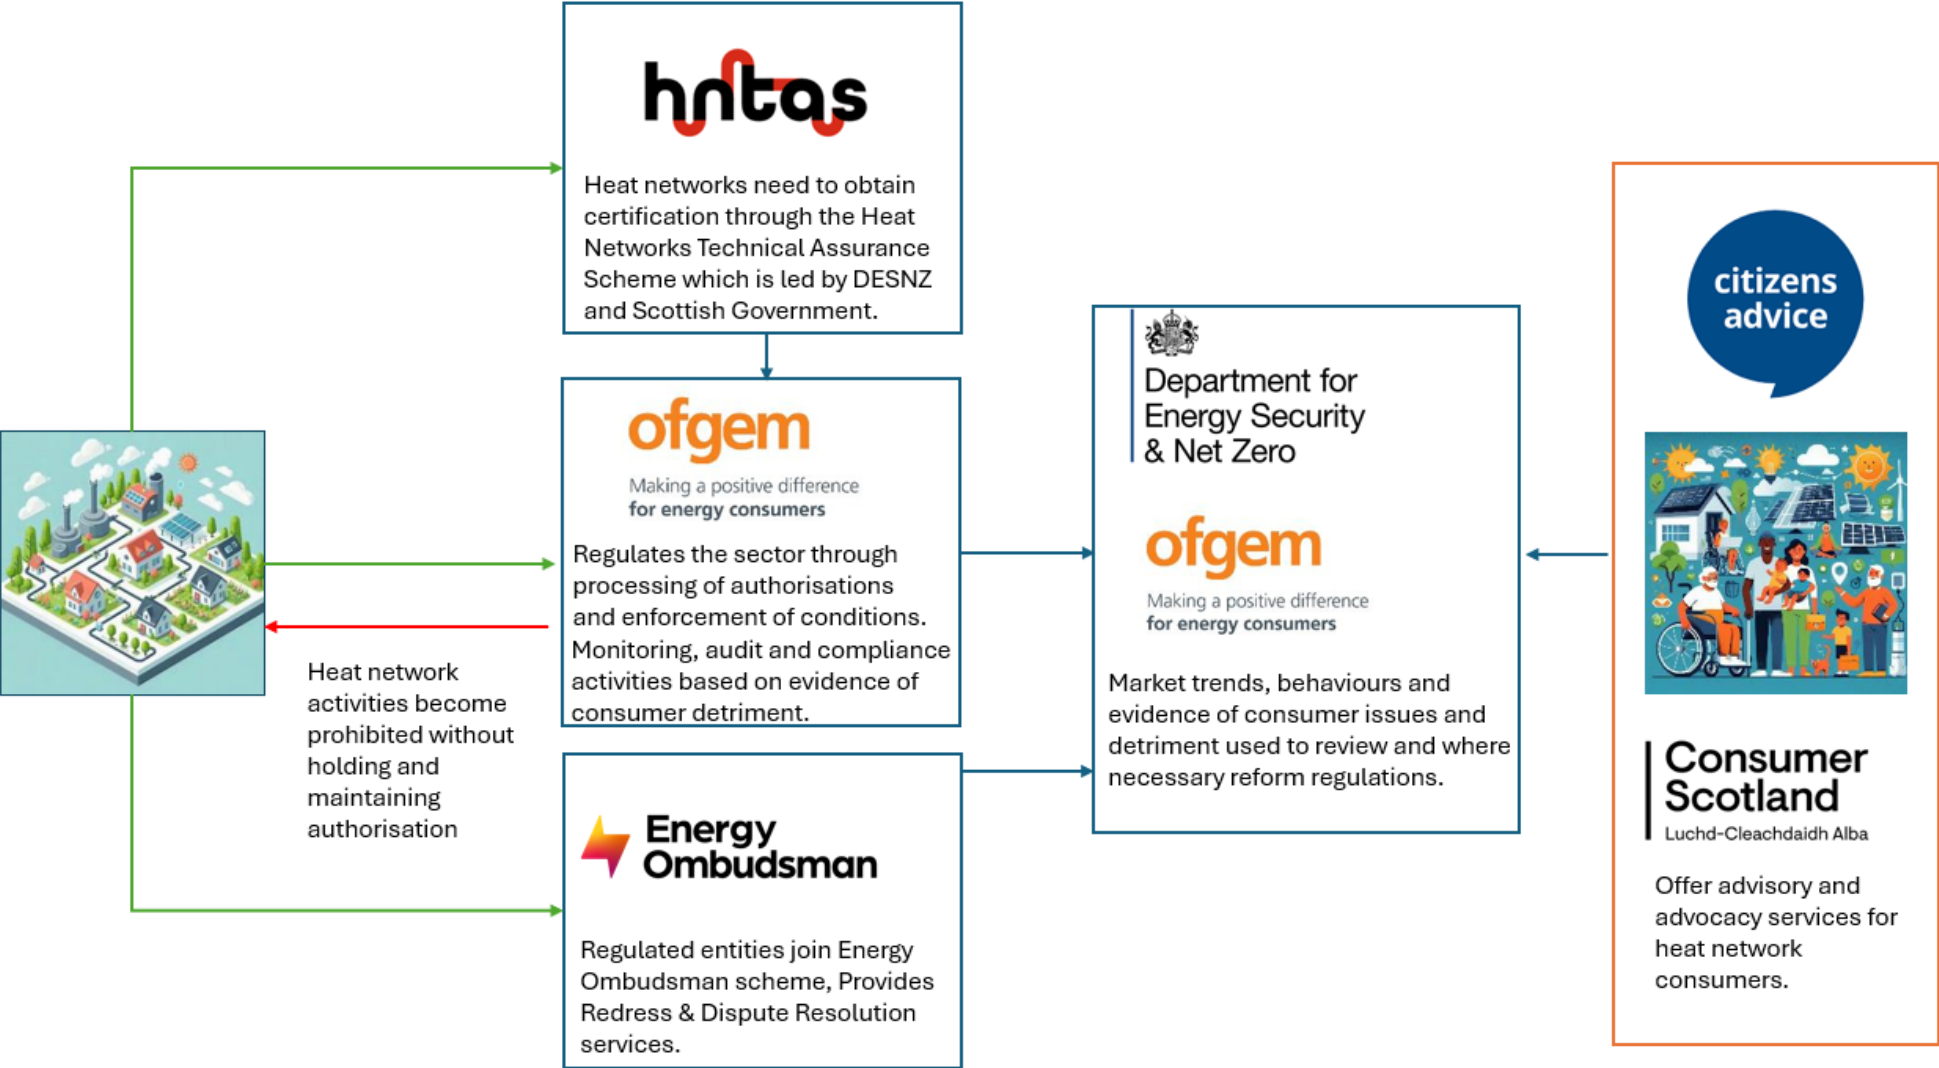 hntas
Heat networks need to obtain
certification through the Heat
Networks Technical Assurance
Scheme which is led by DESNZ
and Scottish Government.
ofgem
Making a positive difference
for energy consumers
Regulates the sector through
processing of authorisations
and enforcement of conditions.
Monitoring, audit and compliance
activities based on evidence of
consumer detriment.
Heat network
activities become
prohibited without
holding and
maintaining
authorisation
Energy
Ombudsman
Regulated entities join Energy
Ombudsman scheme, Provides
Redress & Dispute Resolution
services.
Department for
Energy Security
& Net Zero
ofgem
Making a positive difference
for energy consumers
Market trends, behaviours and
evidence of consumer issues and
detriment used to review and where
necessary reform regulations.
citizens
advice
Consumer
Scotland
Luchd-Cleachdaidh Alba
Offer advisory and
advocacy services for
heat network
consumers.